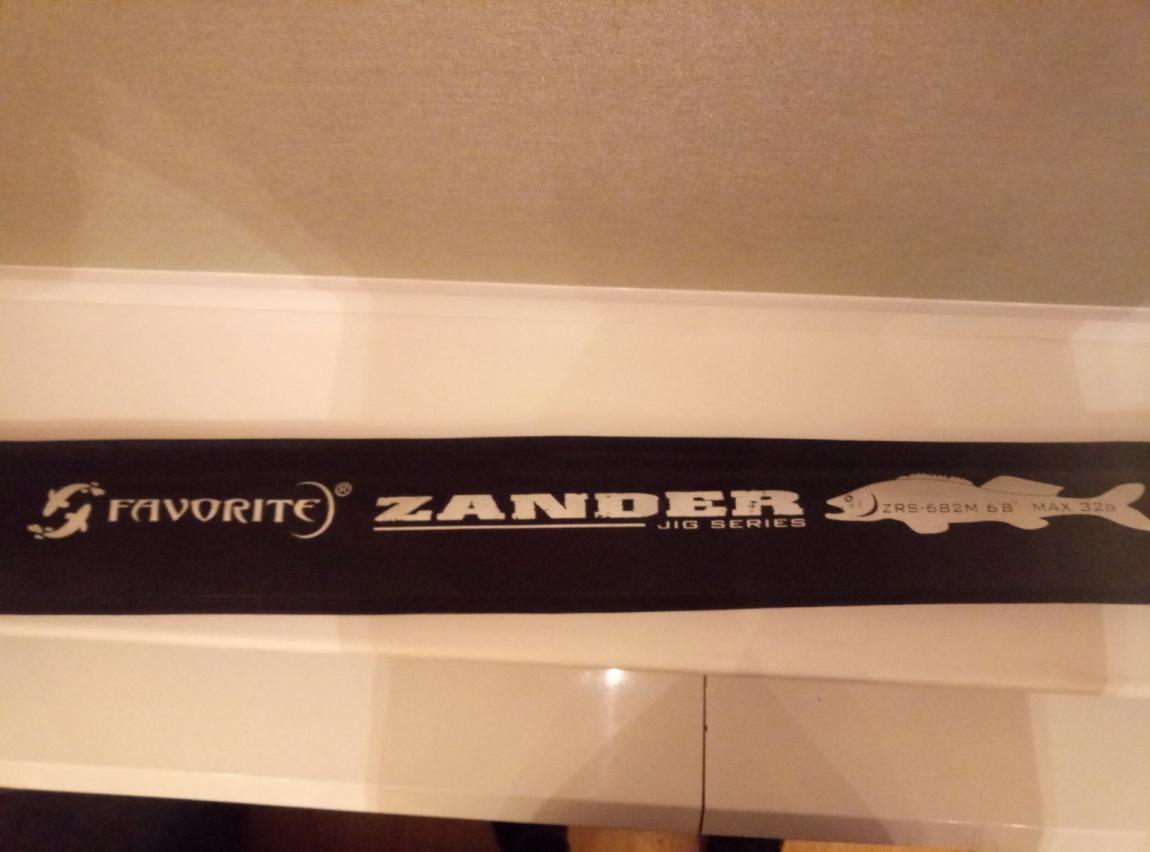 FAVORITE® ZANDER
JIG SERIES
ZRS-682M 6'8" MAX 32g